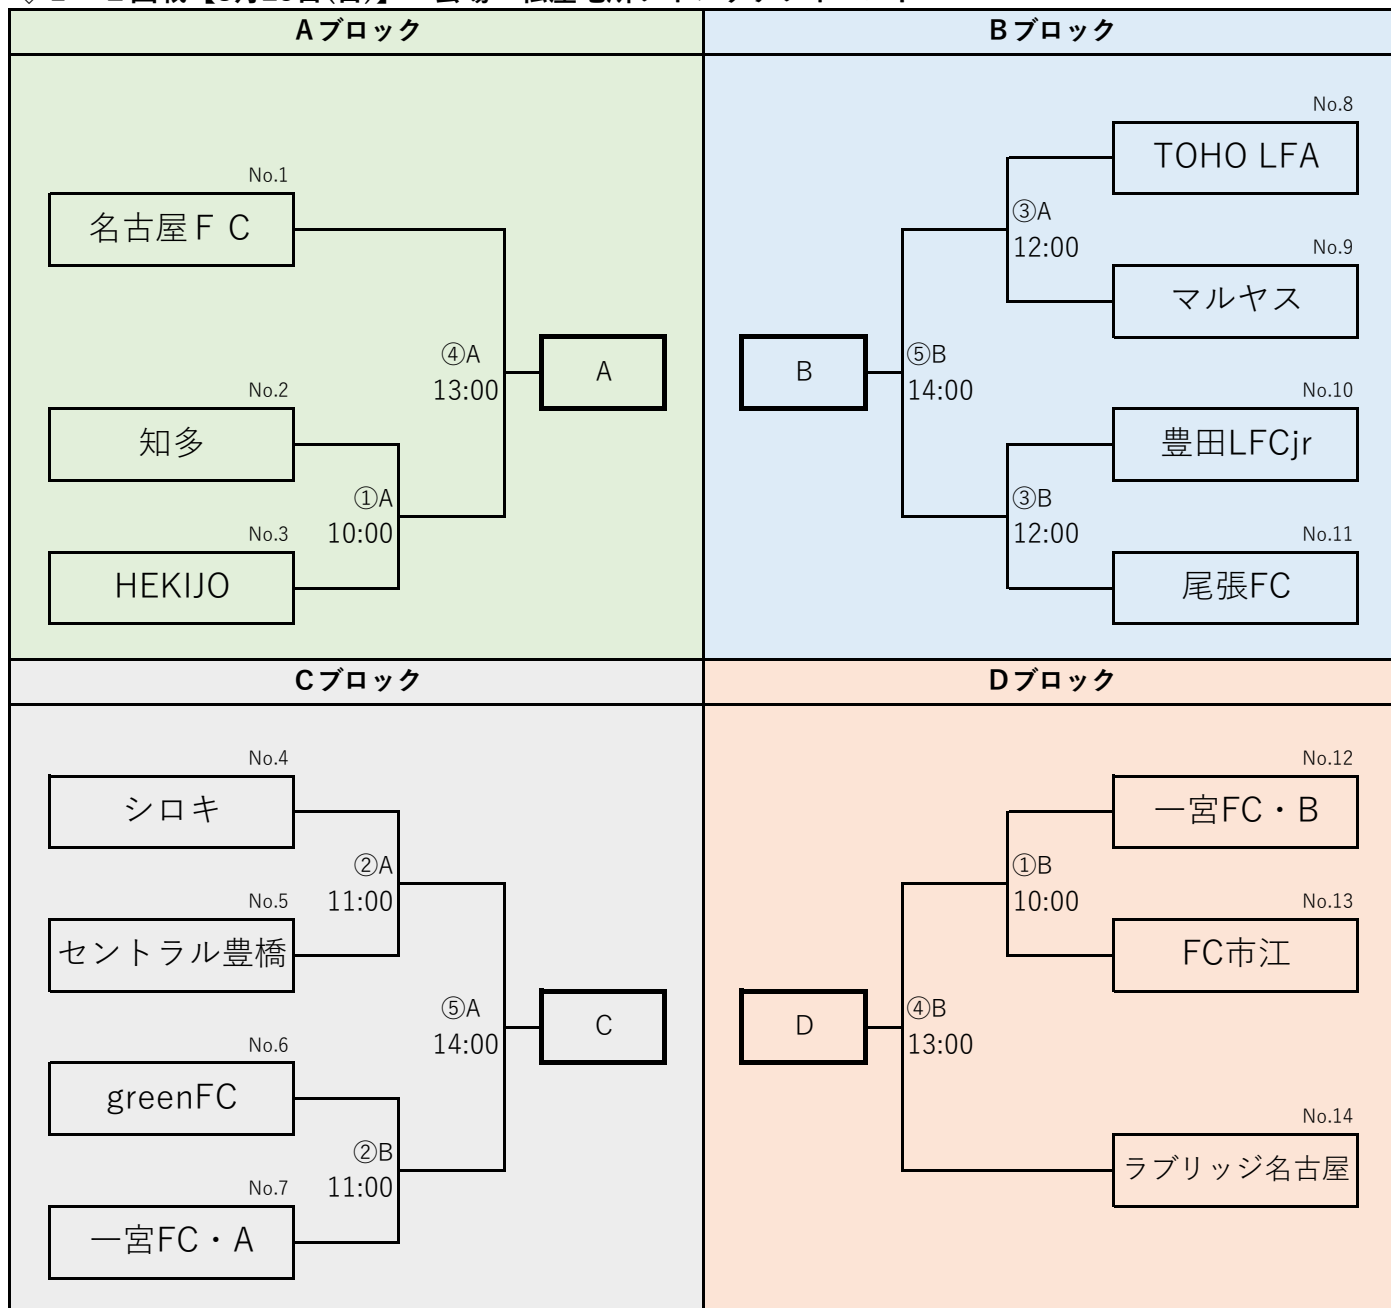 Aブロック
No.1
名古屋ＦＣ
No.2
知多
No.3
HEKIJO
①A
10:00
④A
13:00
A
Bブロック
No.8
TOHO LFA
No.9
マルヤス
③A
12:00
No.10
豊田LFCjr
No.11
尾張FC
③B
12:00
⑤B
14:00
B
Cブロック
No.4
シロキ
No.5
セントラル豊橋
②A
11:00
No.6
greenFC
No.7
一宮FC・A
②B
11:00
⑤A
14:00
C
Dブロック
No.12
一宮FC・B
No.13
FC市江
①B
10:00
No.14
ラブリッジ名古屋
④B
13:00
D